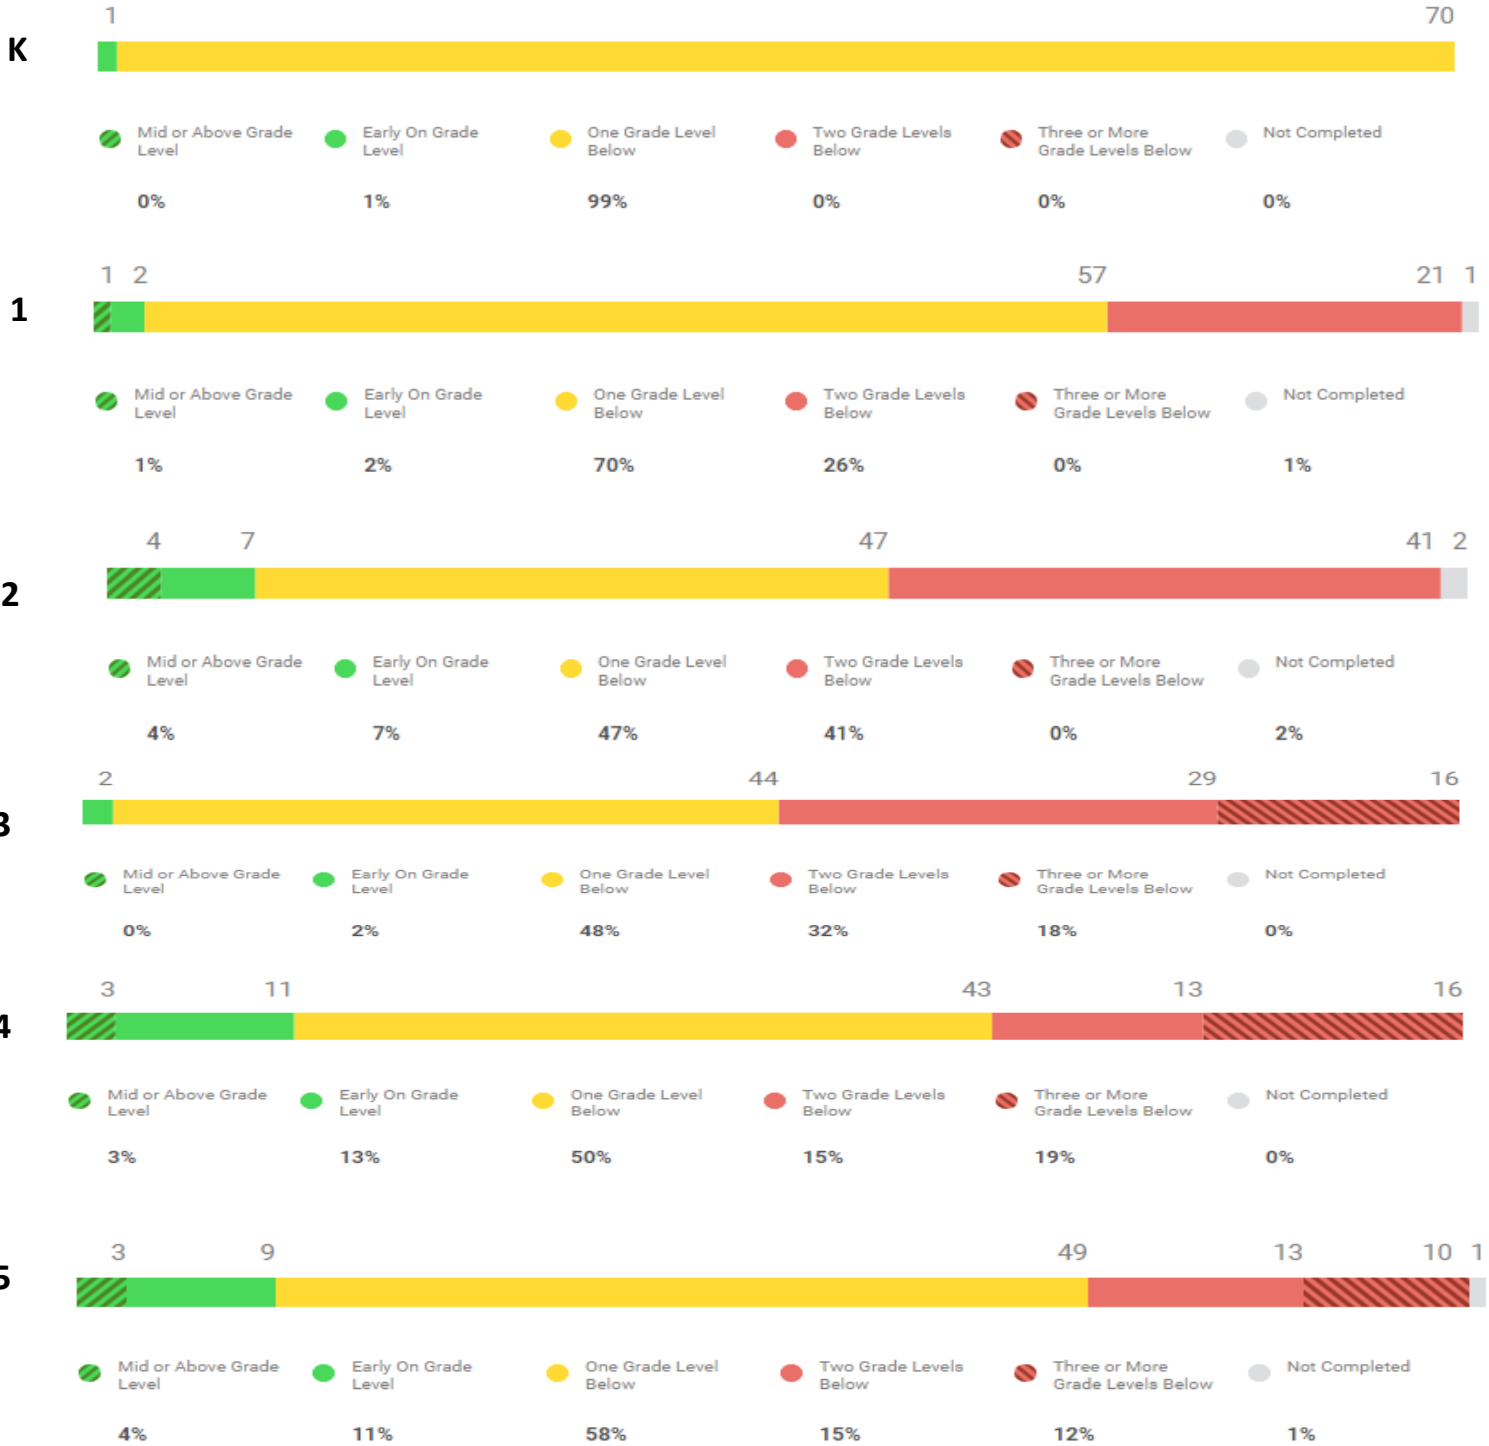 1 70
K
Mid or Above Grade Level Early On Grade Level One Grade Level Below Two Grade Levels Below Three or More Grade Levels Below Not Completed
0% 1% 99% 0% 0% 0%
1 2 57 21 1
1
Mid or Above Grade Level Early On Grade Level One Grade Level Below Two Grade Levels Below Three or More Grade Levels Below Not Completed
1% 2% 70% 26% 0% 1%
4 7 47 41 2
2
Mid or Above Grade Level Early On Grade Level One Grade Level Below Two Grade Levels Below Three or More Grade Levels Below Not Completed
4% 7% 47% 41% 0% 2%
2 44 29 16
3
Mid or Above Grade Level Early On Grade Level One Grade Level Below Two Grade Levels Below Three or More Grade Levels Below Not Completed
0% 2% 48% 32% 18% 0%
3 11 43 13 16
4
Mid or Above Grade Level Early On Grade Level One Grade Level Below Two Grade Levels Below Three or More Grade Levels Below Not Completed
3% 13% 50% 15% 19% 0%
3 9 49 13 10 1
5
Mid or Above Grade Level Early On Grade Level One Grade Level Below Two Grade Levels Below Three or More Grade Levels Below Not Completed
4% 11% 58% 15% 12% 1%